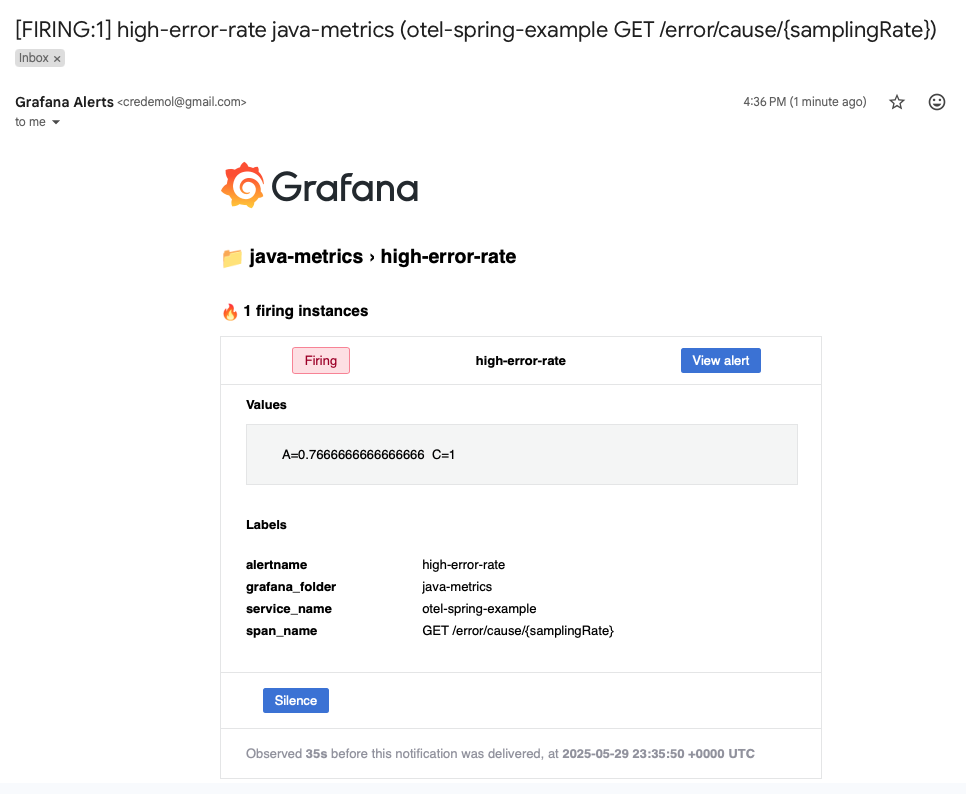 [FIRING:1] high-error-rate java-metrics (otel-spring-example GET /error/cause/{samplingRate})
Inbox ×
Grafana Alerts <credemol@gmail.com> 4:36 PM (1 minute ago)
to me
Grafana
java-metrics › high-error-rate
1 firing instances
Firing high-error-rate View alert
Values
A=0.7666666666666666 C=1
Labels
alertname high-error-rate
grafana_folder java-metrics
service_name otel-spring-example
span_name GET /error/cause/{samplingRate}
Silence
Observed 35s before this notification was delivered, at 2025-05-29 23:35:50 +0000 UTC